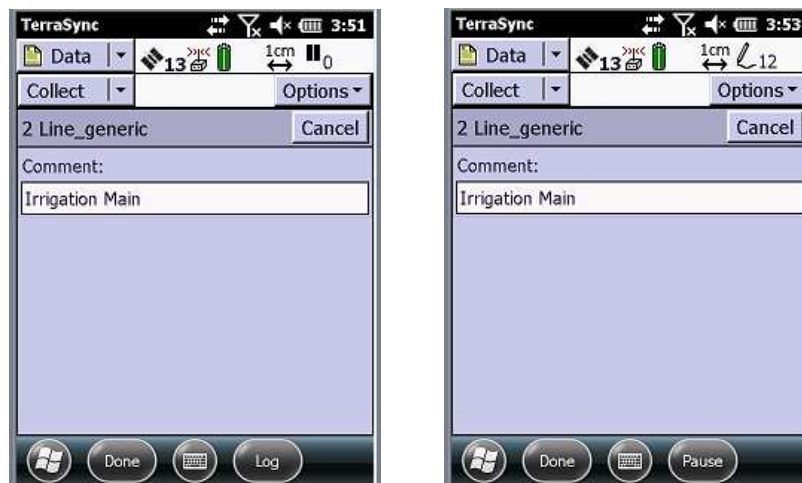 TerraSync 3:51
Data 13 1cm 0
Collect Options
2 Line_generic Cancel
Comment:
Irrigation Main
Done Log
TerraSync 3:53
Data 13 1cm 12
Collect Options
2 Line_generic Cancel
Comment:
Irrigation Main
Done Pause